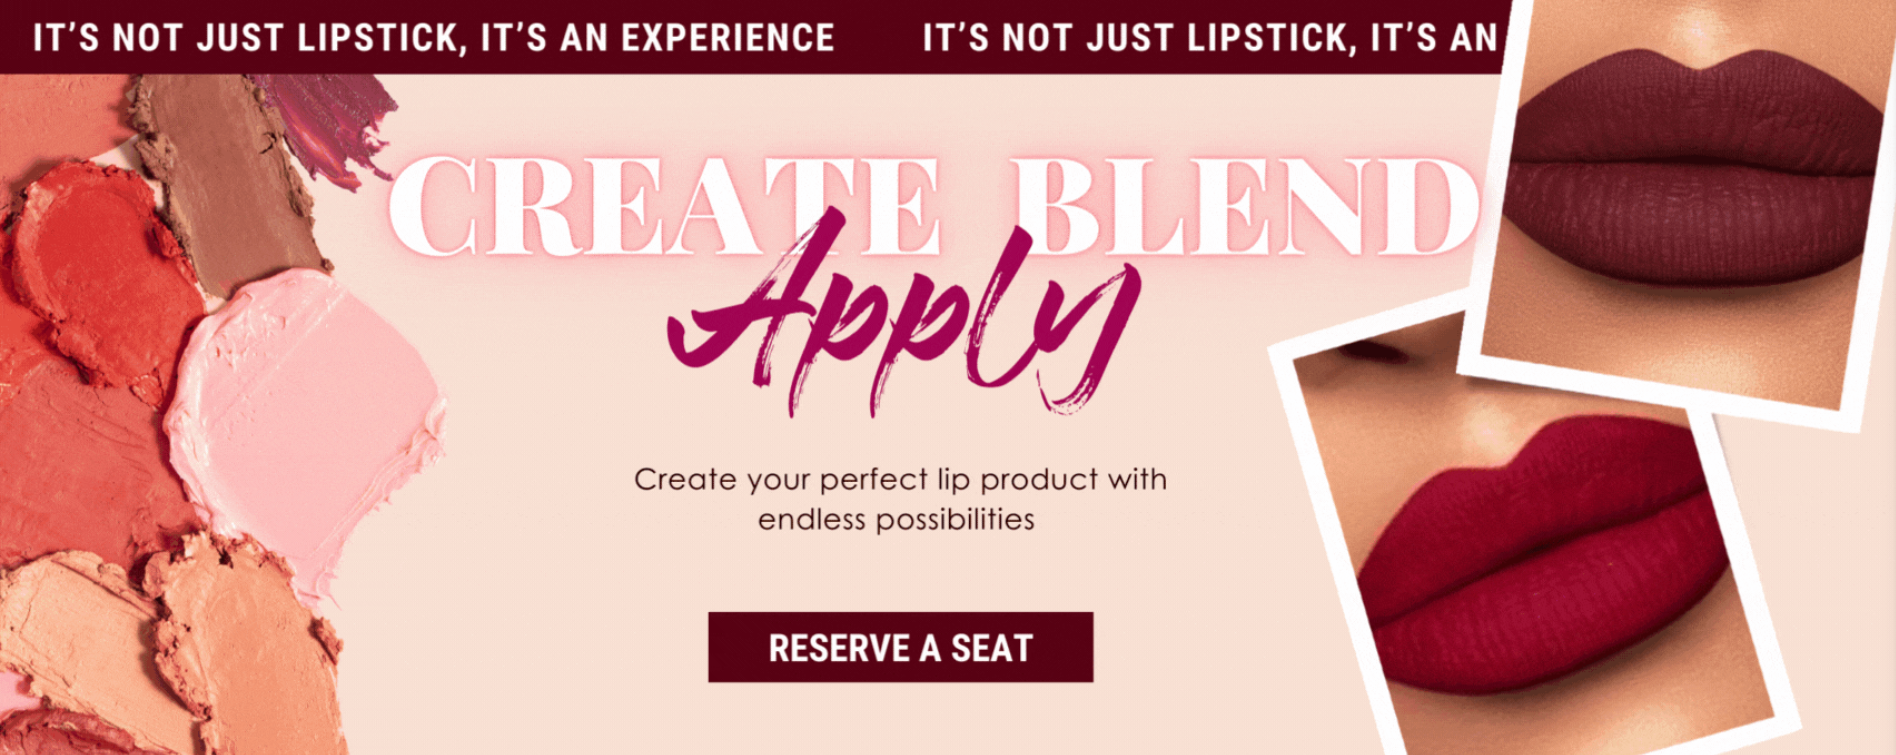 IT’S NOT JUST LIPSTICK, IT’S AN EXPERIENCE IT’S NOT JUST LIPSTICK, IT’S AN
CREATE BLEND
Apply
Create your perfect lip product with
endless possibilities
RESERVE A SEAT